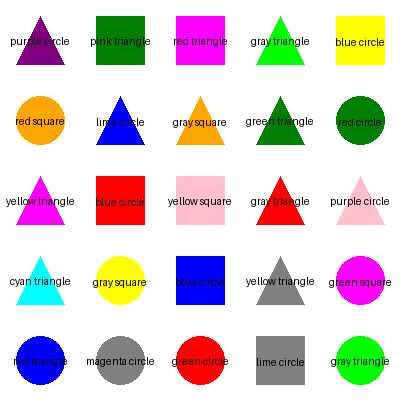 purple circle pink triangle red triangle gray triangle blue circle
red square lime circle gray square green triangle red circle
yellow triangle blue circle yellow square gray triangle purple circle
cyan triangle gray square blue circle yellow triangle green square
red triangle magenta circle green circle lime circle gray triangle